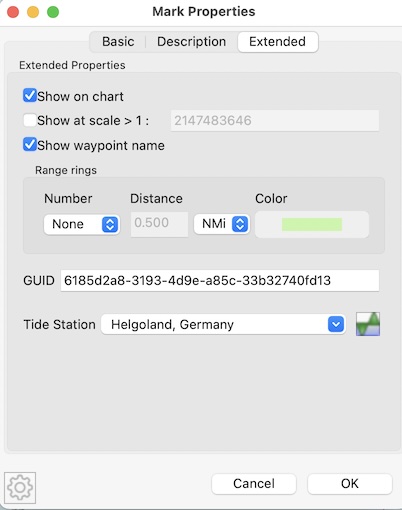 Mark Properties
Basic Description Extended
Extended Properties
Show on chart
Show at scale > 1 : 2147483646
Show waypoint name
Range rings
Number Distance Color
None 0.500 NMi
GUID 6185d2a8-3193-4d9e-a85c-33b32740fd13
Tide Station Helgoland, Germany
Cancel OK